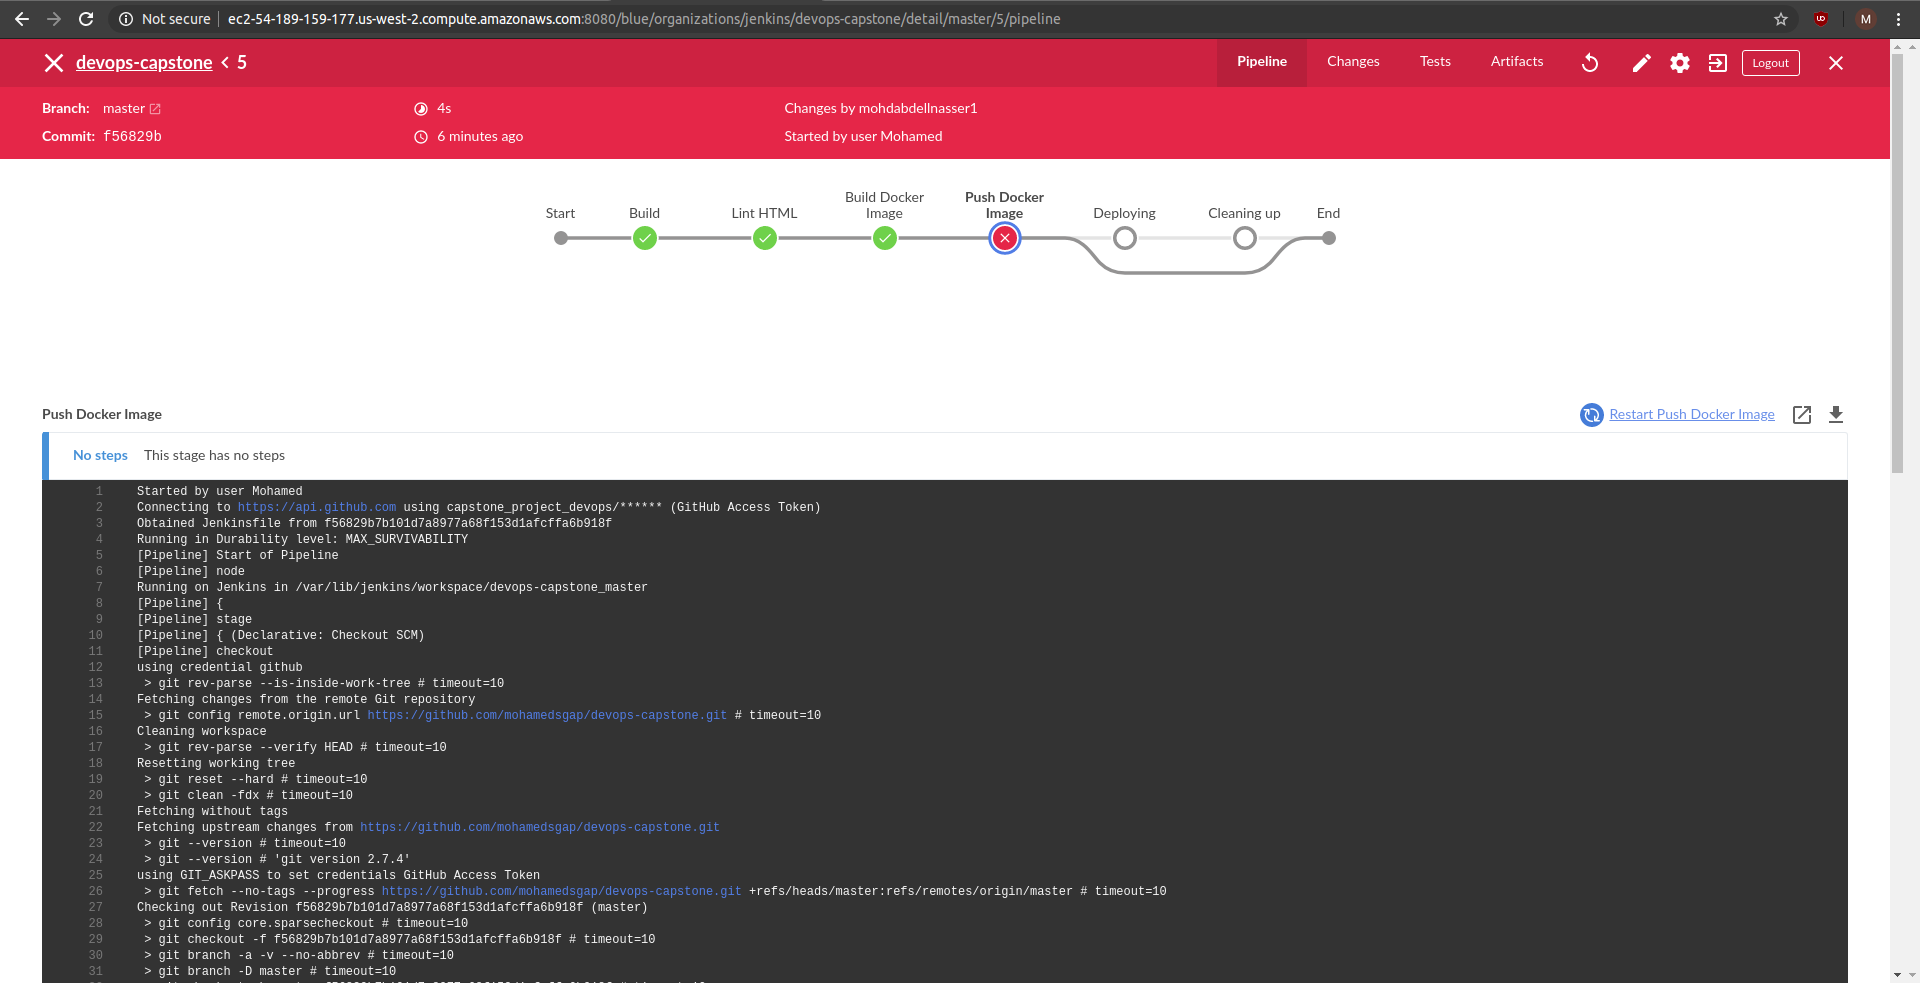 Not secure ec2-54-189-159-177.us-west-2.compute.amazonaws.com:8080/blue/organizations/jenkins/devops-capstone/detail/master/5/pipeline M
devops-capstone < 5 Pipeline Changes Tests Artifacts Logout
Branch: master 4s Changes by mohdabdellnasser1
Commit: f56829b 6 minutes ago Started by user Mohamed
Start Build Lint HTML Build Docker Image Push Docker Image Deploying Cleaning up End
Push Docker Image Restart Push Docker Image
No steps This stage has no steps
1 Started by user Mohamed
2 Connecting to https://api.github.com using capstone_project_devops/****** (GitHub Access Token)
3 Obtained Jenkinsfile from f56829b7b101d7a8977a68f153d1afcffa6b918f
4 Running in Durability level: MAX_SURVIVABILITY
5 [Pipeline] Start of Pipeline
6 [Pipeline] node
7 Running on Jenkins in /var/lib/jenkins/workspace/devops-capstone_master
8 [Pipeline] {
9 [Pipeline] stage
10 [Pipeline] { (Declarative: Checkout SCM)
11 [Pipeline] checkout
12 using credential github
13 > git rev-parse --is-inside-work-tree # timeout=10
14 Fetching changes from the remote Git repository
15 > git config remote.origin.url https://github.com/mohamedsgap/devops-capstone.git # timeout=10
16 Cleaning workspace
17 > git rev-parse --verify HEAD # timeout=10
18 Resetting working tree
19 > git reset --hard # timeout=10
20 > git clean -fdx # timeout=10
21 Fetching without tags
22 Fetching upstream changes from https://github.com/mohamedsgap/devops-capstone.git
23 > git --version # timeout=10
24 > git --version # 'git version 2.7.4'
25 using GIT_ASKPASS to set credentials GitHub Access Token
26 > git fetch --no-tags --progress https://github.com/mohamedsgap/devops-capstone.git +refs/heads/master:refs/remotes/origin/master # timeout=10
27 Checking out Revision f56829b7b101d7a8977a68f153d1afcffa6b918f (master)
28 > git config core.sparsecheckout # timeout=10
29 > git checkout -f f56829b7b101d7a8977a68f153d1afcffa6b918f # timeout=10
30 > git branch -a -v --no-abbrev # timeout=10
31 > git branch -D master # timeout=10